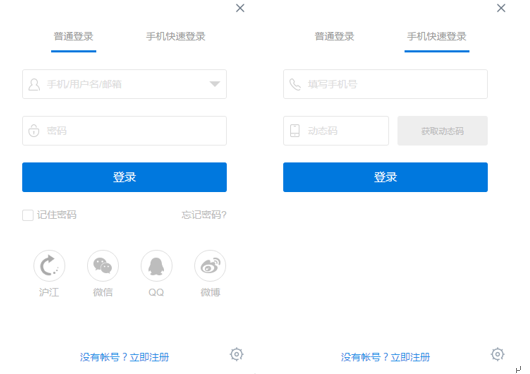 普通登录 手机快速登录
手机/用户名/邮箱
密码
登录
记住密码 忘记密码?
沪江 微信 QQ 微博
没有帐号？立即注册
普通登录 手机快速登录
填写手机号
动态码 获取动态码
登录
没有帐号？立即注册